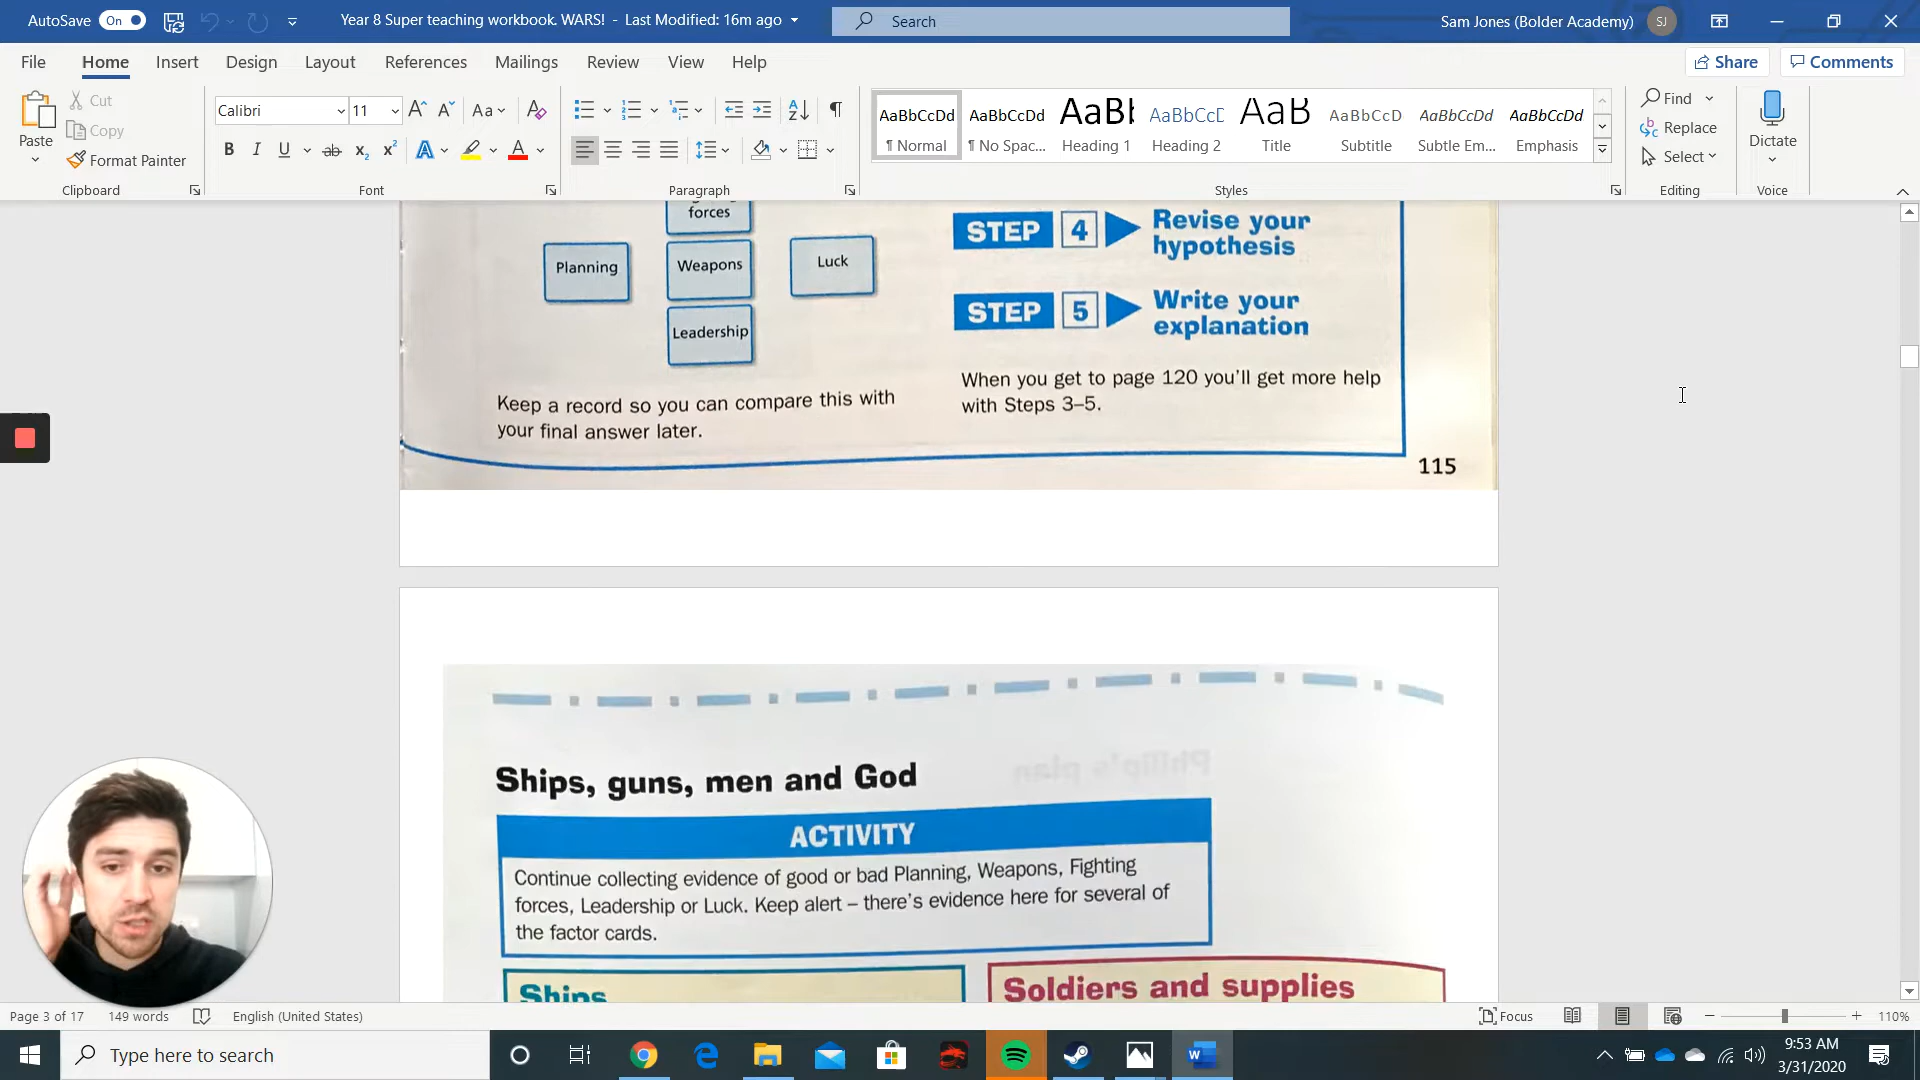 AutoSave On Year 8 Super teaching workbook. WARS! - Last Modified: 16m ago Search Sam Jones (Bolder Academy) SJ
File Home Insert Design Layout References Mailings Review View Help Share Comments
Paste Cut Copy Format Painter
Clipboard
Calibri 11 Aa
B I U ab x₂ x² A A
Font
Paragraph
AaBbCcDd AaBbCcDd AaBb AaBbCcD AaB AaBbCcD AaBbCcDd AaBbCcDd
¶ Normal ¶ No Spac... Heading 1 Heading 2 Title Subtitle Subtle Em... Emphasis
Styles
Find
Replace
Select
Editing
Dictate
Voice
forces
Planning Weapons Luck
Leadership
Keep a record so you can compare this with
your final answer later.
STEP 4 Revise your
hypothesis
STEP 5 Write your
explanation
When you get to page 120 you'll get more help
with Steps 3–5.
115
Philip's plan
Ships, guns, men and God
ACTIVITY
Continue collecting evidence of good or bad Planning, Weapons, Fighting
forces, Leadership or Luck. Keep alert – there's evidence here for several of
the factor cards.
Ships
Soldiers and supplies
Page 3 of 17 149 words English (United States) Focus 110%
Type here to search
9:53 AM
3/31/2020